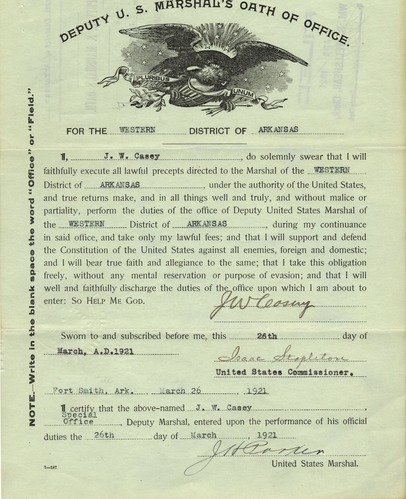 DEPUTY U. S. MARSHAL'S OATH OF OFFICE.
PLURIBUS UNUM
FOR THE WESTERN DISTRICT OF ARKANSAS
I, J. W. Casey, do solemnly swear that I will
faithfully execute all lawful precepts directed to the Marshal of the WESTERN
District of ARKANSAS, under the authority of the United States,
and true returns make, and in all things well and truly, and without malice or
partiality, perform the duties of the office of Deputy United States Marshal of
the WESTERN District of ARKANSAS, during my continuance
in said office, and take only my lawful fees; and that I will support and defend
the Constitution of the United States against all enemies, foreign and domestic;
and I will bear true faith and allegiance to the same; that I take this obligation
freely, without any mental reservation or purpose of evasion; and that I will
well and faithfully discharge the duties of the office upon which I am about to
enter: SO HELP ME GOD.
J W Casey
Sworn to and subscribed before me, this 26th day of
March, A.D.1921
Isaac Stapleton
United States Commissioner.
Fort Smith, Ark. March 26, 1921
I certify that the above-named J. W. Casey,
Special
Office, Deputy Marshal, entered upon the performance of his official
duties the 26th day of March, 1921
United States Marshal.
7-487
NOTE.—Write in the blank space the word "Office" or "Field."